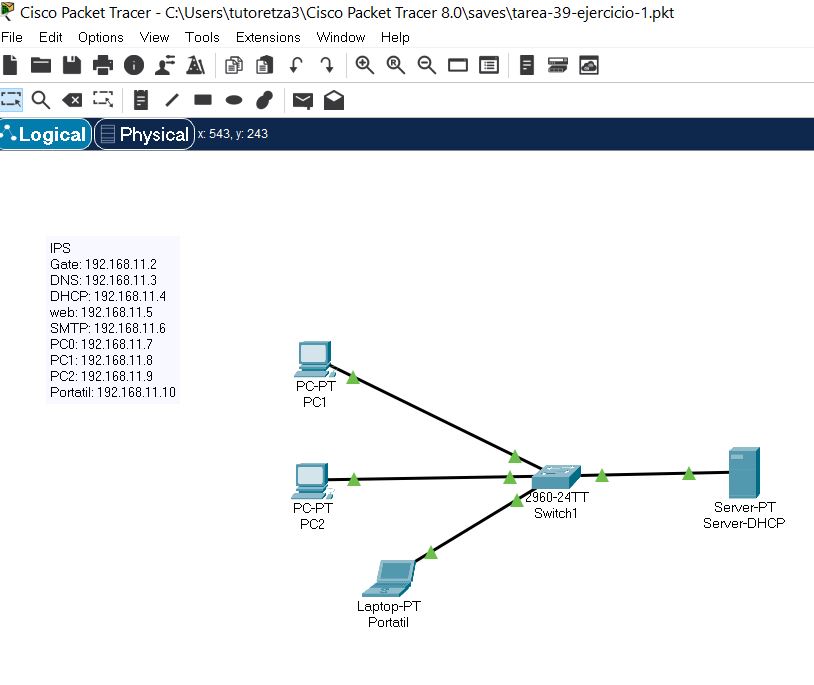 Cisco Packet Tracer - C:\Users\tutoretza3\Cisco Packet Tracer 8.0\saves\tarea-39-ejercicio-1.pkt
File Edit Options View Tools Extensions Window Help
Logical Physical x: 543, y: 243
IPS
Gate: 192.168.11.2
DNS: 192.168.11.3
DHCP: 192.168.11.4
web: 192.168.11.5
SMTP: 192.168.11.6
PC0: 192.168.11.7
PC1: 192.168.11.8
PC2: 192.168.11.9
Portatil: 192.168.11.10
PC-PT
PC1
PC-PT
PC2
2960-24TT
Switch1
Server-PT
Server-DHCP
Laptop-PT
Portatil